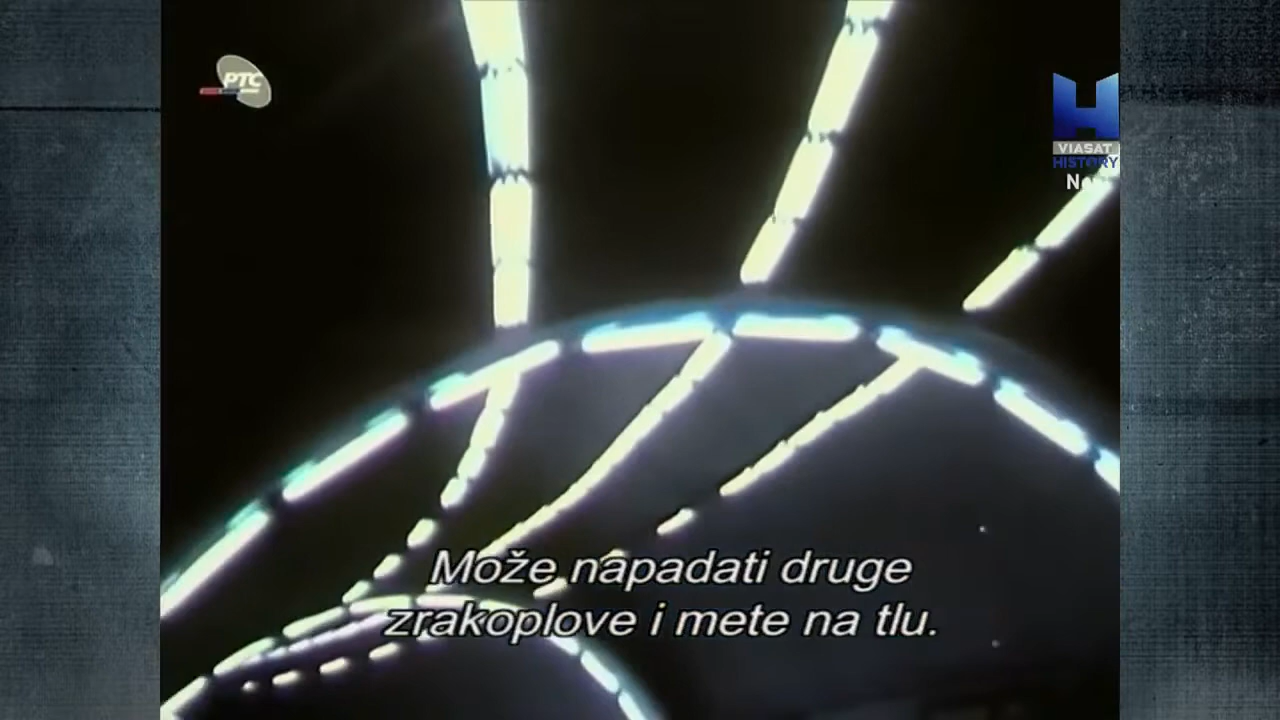 РТС
VIASAT
HISTORY
Može napadati druge
zrakoplove i mete na tlu.